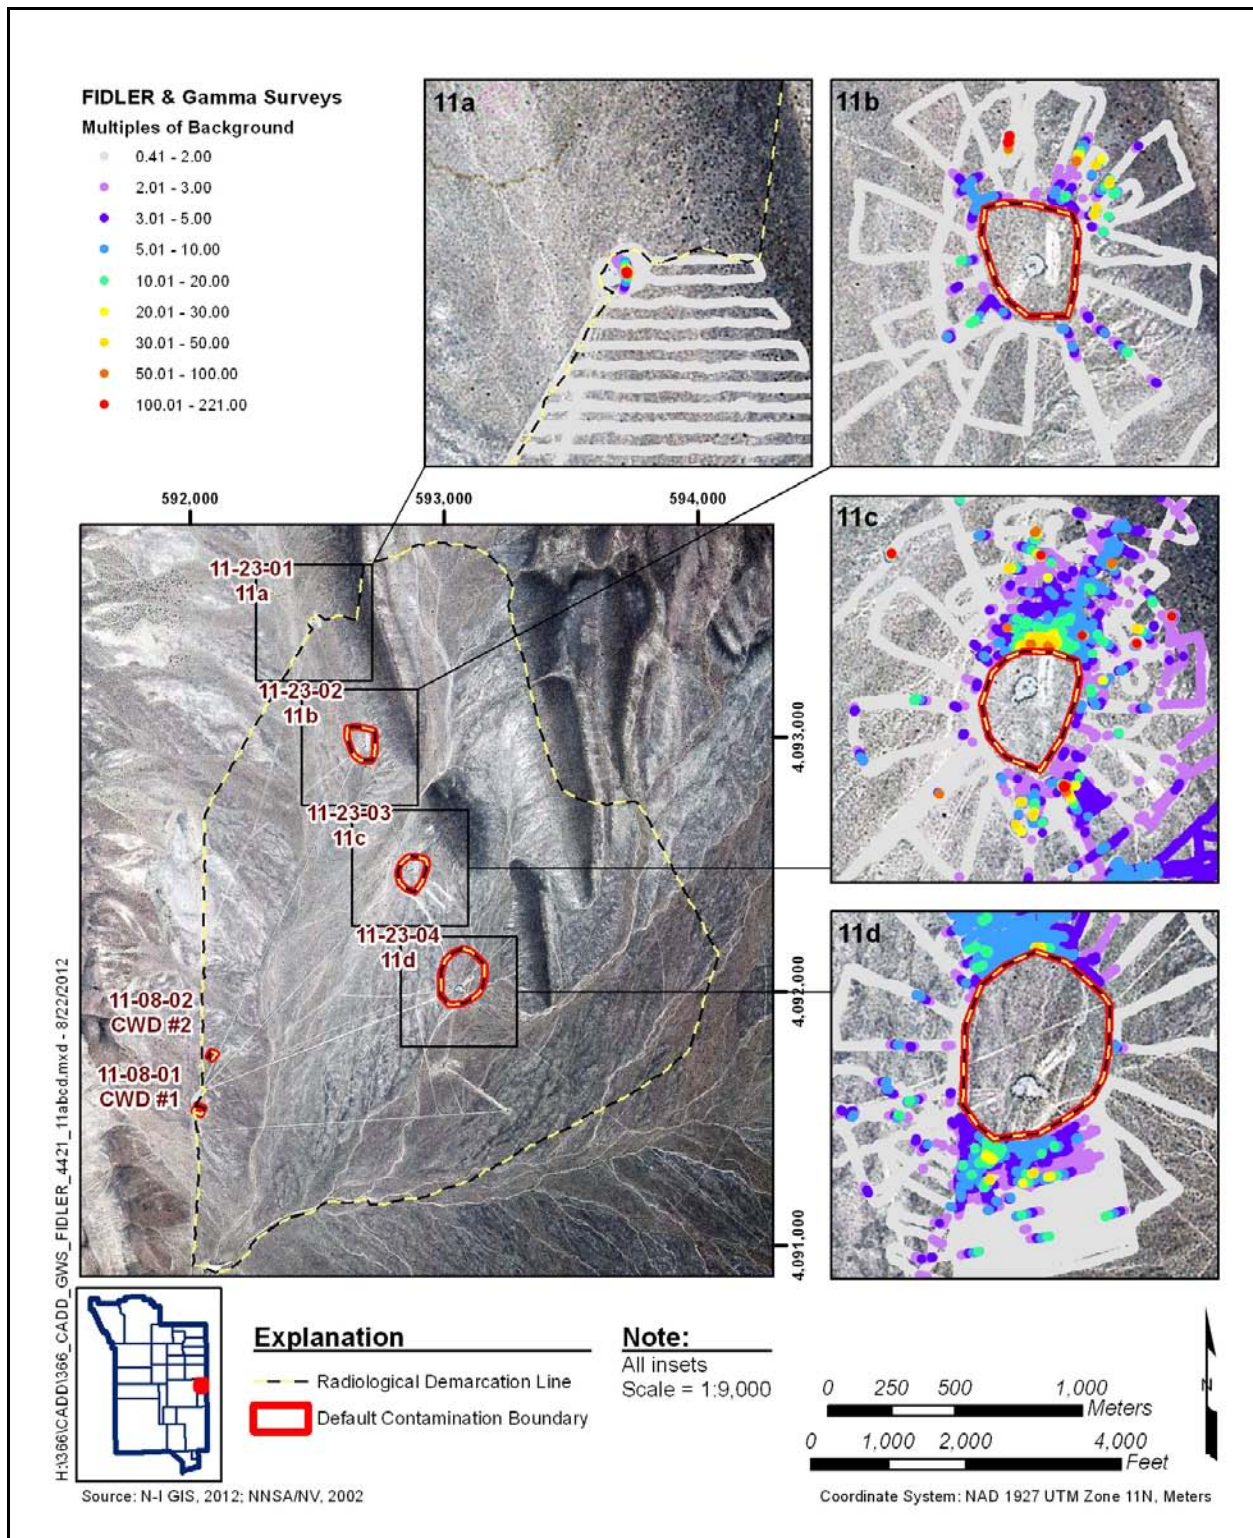 FIDLER & Gamma Surveys
Multiples of Background
0.41 - 2.00
2.01 - 3.00
3.01 - 5.00
5.01 - 10.00
10.01 - 20.00
20.01 - 30.00
30.01 - 50.00
50.01 - 100.00
100.01 - 221.00
11a
11b
11c
11d
592,000
593,000
594,000
4,093,000
4,092,000
4,091,000
11-23-01
11a
11-23-02
11b
11-23-03
11c
11-23-04
11d
11-08-02
CWD #2
11-08-01
CWD #1
H:\366\CADD\366_CADD_GWS_FIDLER_4421_11abcd.mxd - 8/22/2012
Explanation
Radiological Demarcation Line
Default Contamination Boundary
Note:
All insets
Scale = 1:9,000
N
0 250 500 1,000
Meters
0 1,000 2,000 4,000
Feet
Source: N-I GIS, 2012; NNSA/NV, 2002
Coordinate System: NAD 1927 UTM Zone 11N, Meters